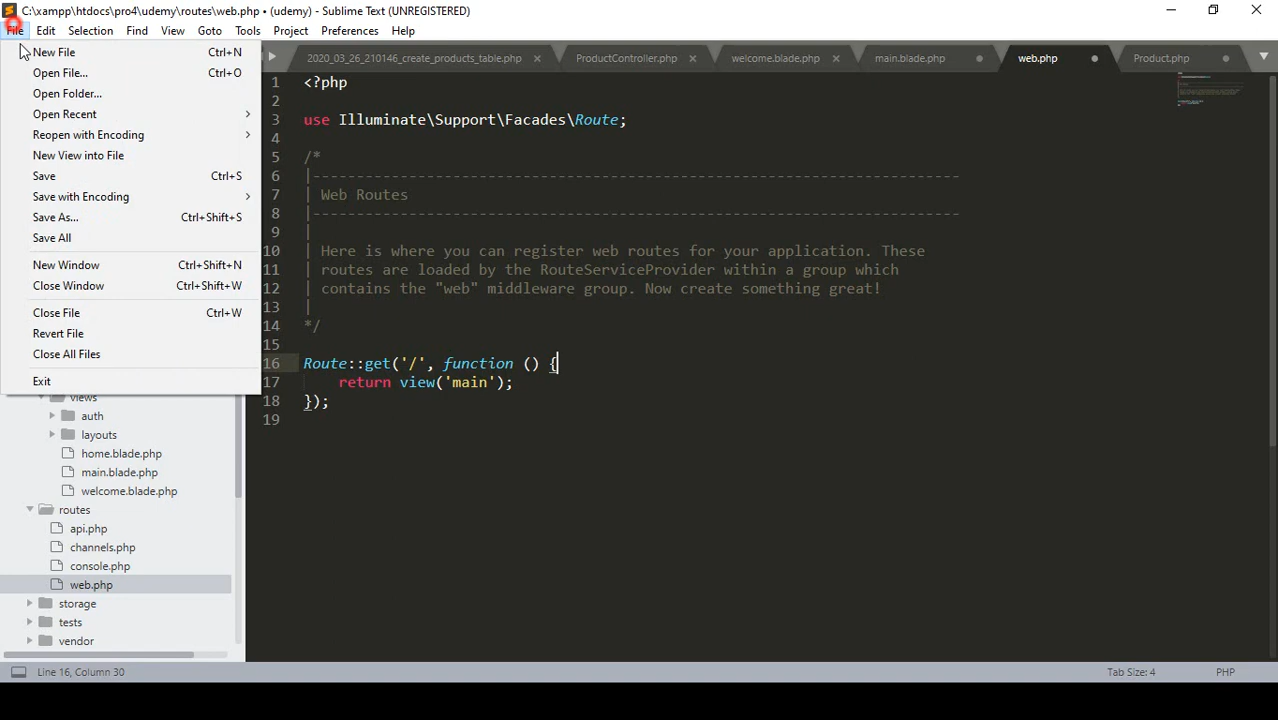 C:\xampp\htdocs\pro4\udemy\routes\web.php • (udemy) - Sublime Text (UNREGISTERED)
File Edit Selection Find View Goto Tools Project Preferences Help
New File Ctrl+N
Open File... Ctrl+O
Open Folder...
Open Recent
Reopen with Encoding
New View into File
Save Ctrl+S
Save with Encoding
Save As... Ctrl+Shift+S
Save All
New Window Ctrl+Shift+N
Close Window Ctrl+Shift+W
Close File Ctrl+W
Revert File
Close All Files
Exit
views
auth
layouts
home.blade.php
main.blade.php
welcome.blade.php
routes
api.php
channels.php
console.php
web.php
storage
tests
vendor
2020_03_26_210146_create_products_table.php ProductController.php welcome.blade.php main.blade.php web.php Product.php
1 <?php
2
3 use Illuminate\Support\Facades\Route;
4
5 /*
6 |--------------------------------------------------------------------------
7 | Web Routes
8 |--------------------------------------------------------------------------
9 |
10 | Here is where you can register web routes for your application. These
11 | routes are loaded by the RouteServiceProvider within a group which
12 | contains the "web" middleware group. Now create something great!
13 |
14 */
15
16 Route::get('/', function () {
17 return view('main');
18 });
19
Line 16, Column 30 Tab Size: 4 PHP